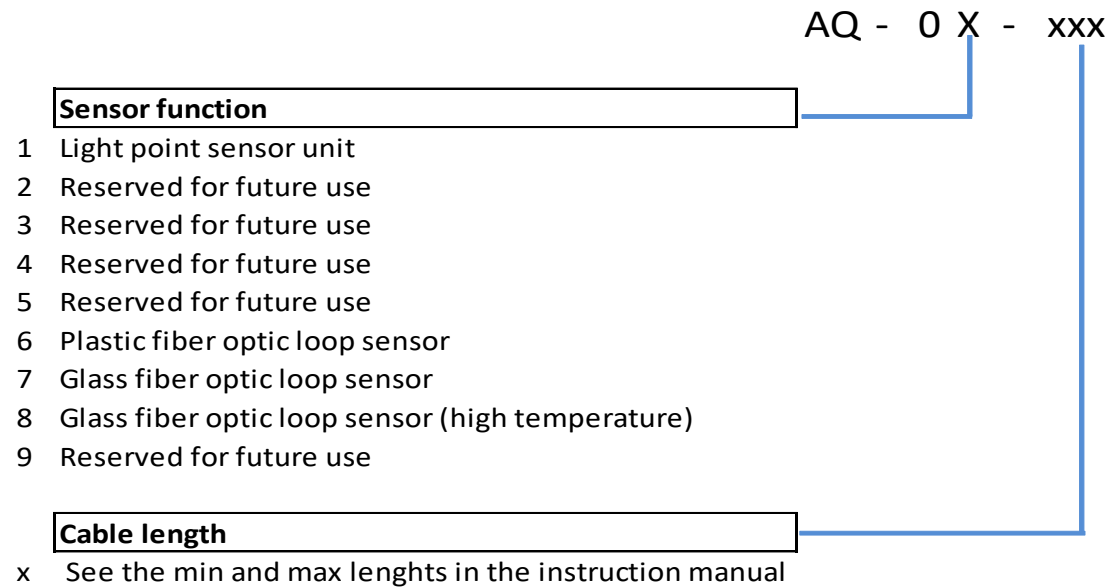 AQ - 0 X - xxx
Sensor function
1 Light point sensor unit
2 Reserved for future use
3 Reserved for future use
4 Reserved for future use
5 Reserved for future use
6 Plastic fiber optic loop sensor
7 Glass fiber optic loop sensor
8 Glass fiber optic loop sensor (high temperature)
9 Reserved for future use
Cable length
x See the min and max lenghts in the instruction manual